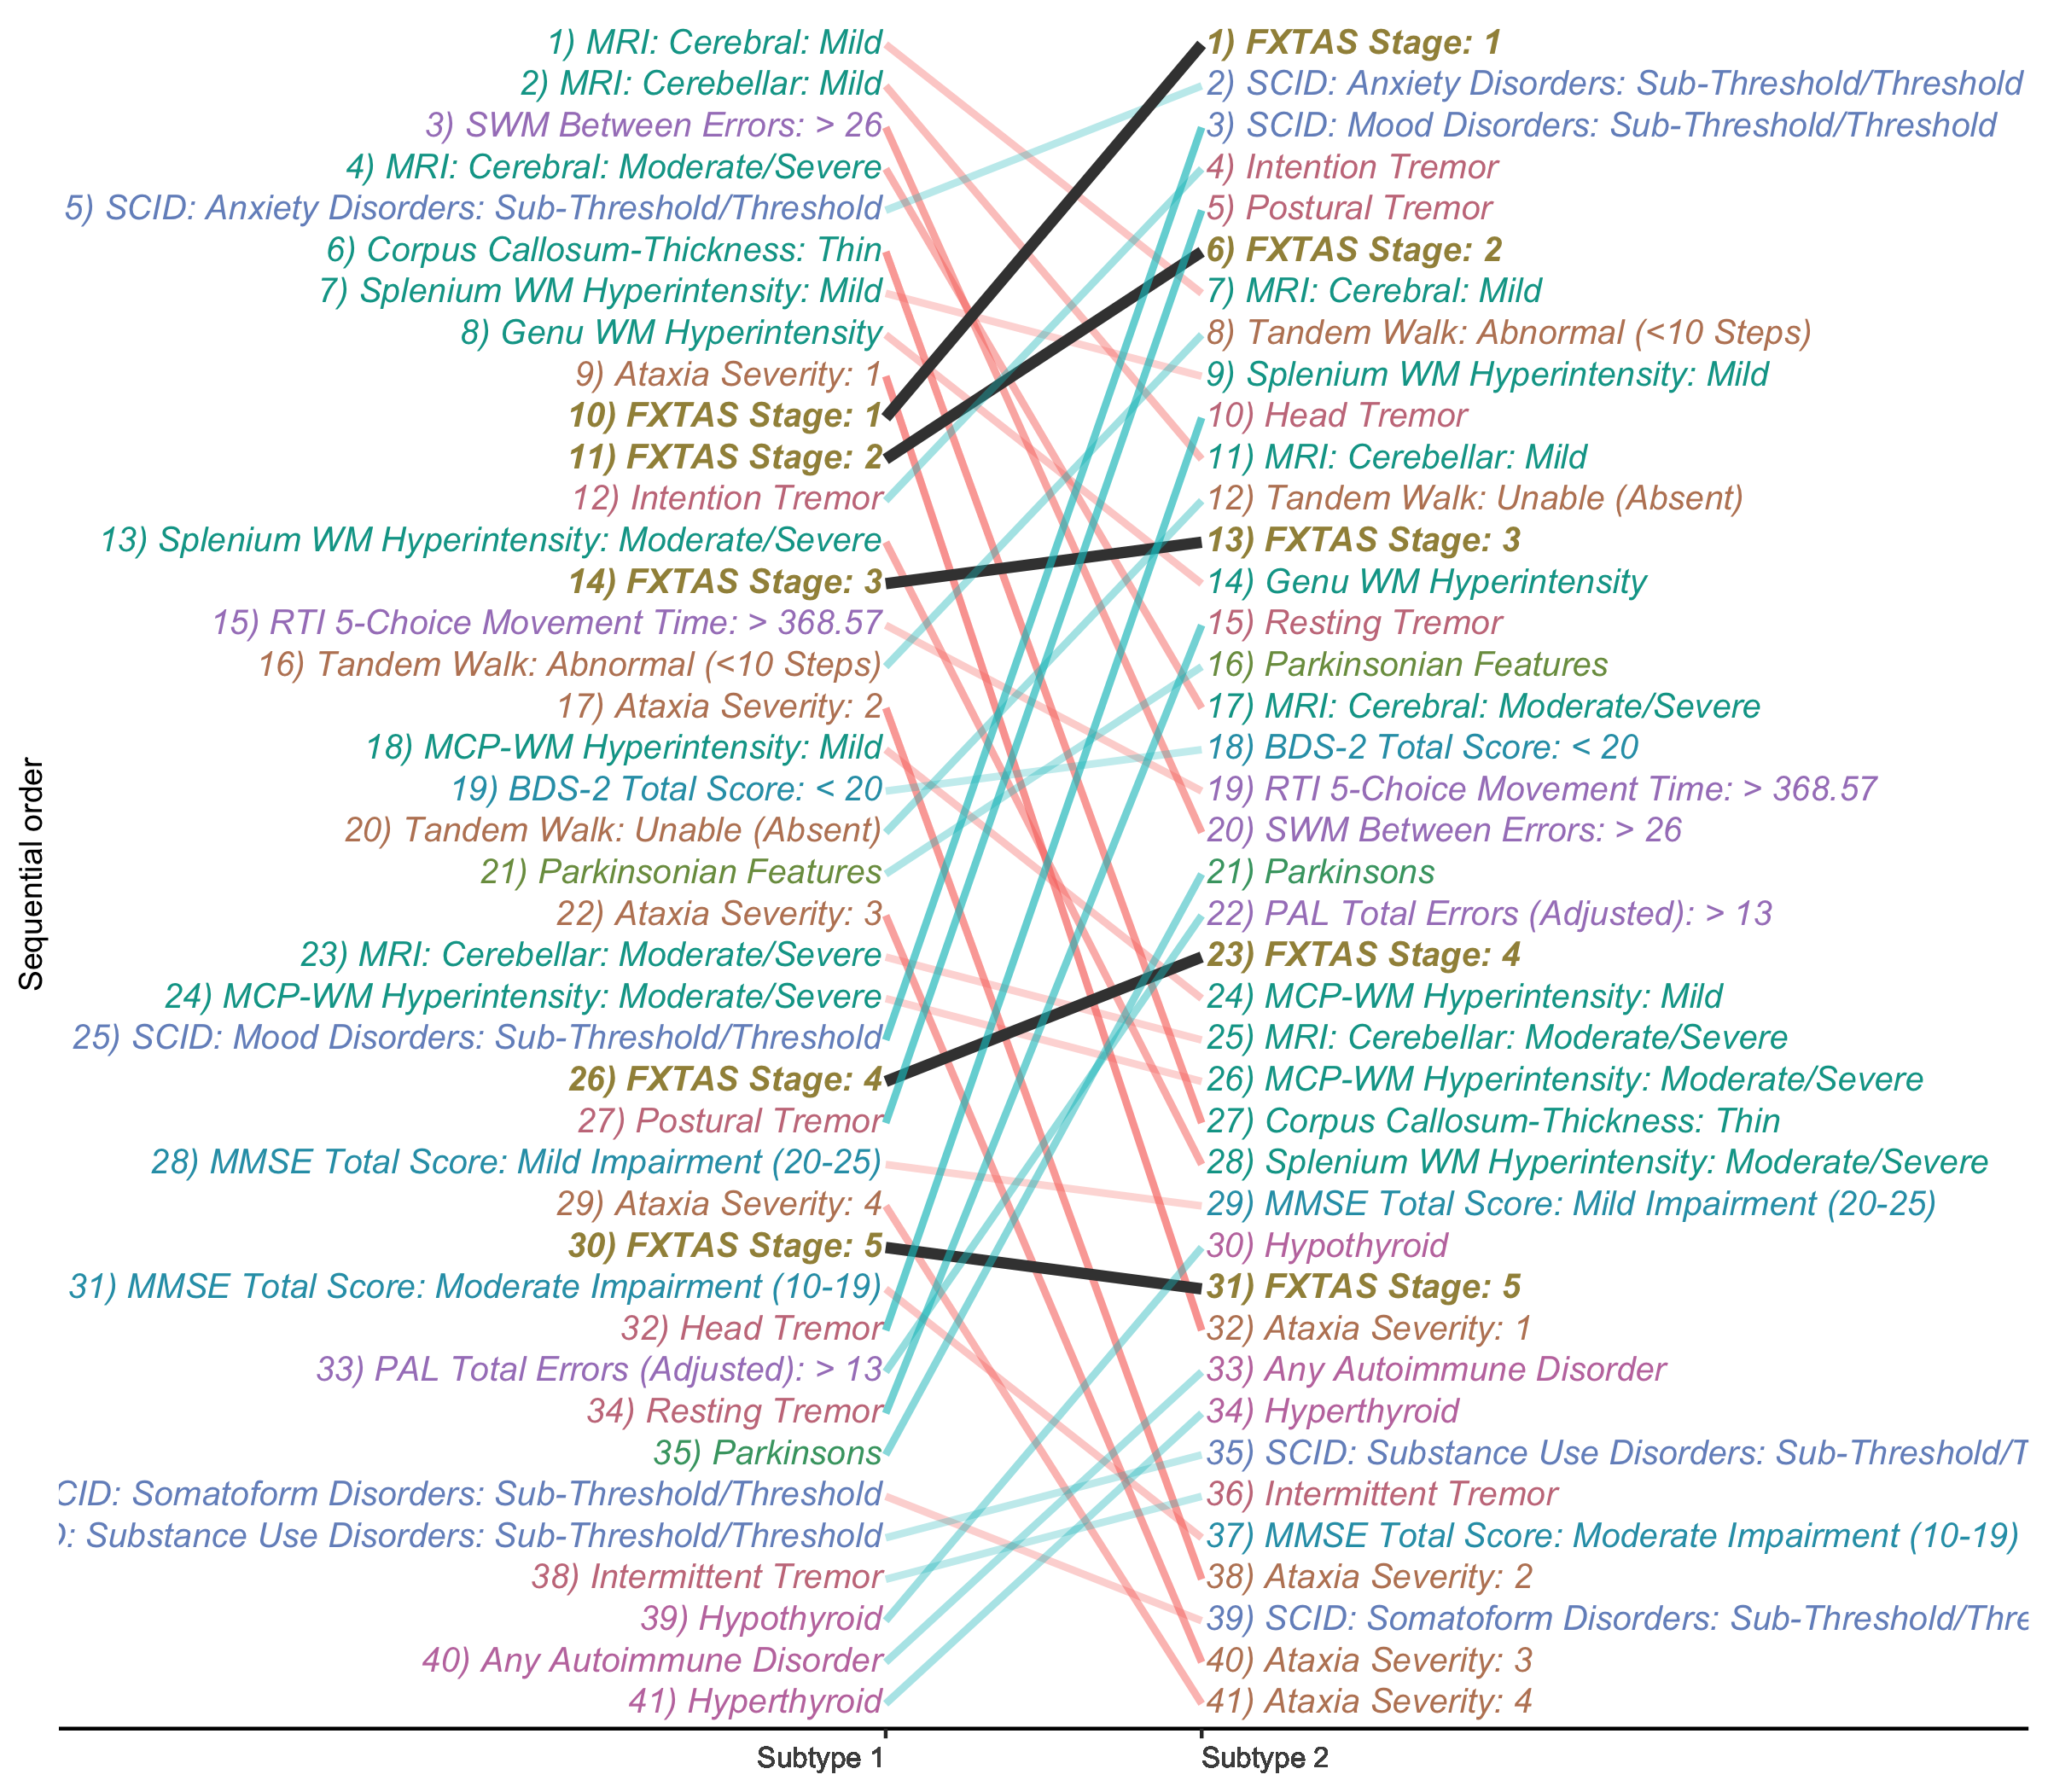 Sequential order
1) MRI: Cerebral: Mild
2) MRI: Cerebellar: Mild
3) SWM Between Errors: > 26
4) MRI: Cerebral: Moderate/Severe
5) SCID: Anxiety Disorders: Sub-Threshold/Threshold
6) Corpus Callosum-Thickness: Thin
7) Splenium WM Hyperintensity: Mild
8) Genu WM Hyperintensity
9) Ataxia Severity: 1
10) FXTAS Stage: 1
11) FXTAS Stage: 2
12) Intention Tremor
13) Splenium WM Hyperintensity: Moderate/Severe
14) FXTAS Stage: 3
15) RTI 5-Choice Movement Time: > 368.57
16) Tandem Walk: Abnormal (<10 Steps)
17) Ataxia Severity: 2
18) MCP-WM Hyperintensity: Mild
19) BDS-2 Total Score: < 20
20) Tandem Walk: Unable (Absent)
21) Parkinsonian Features
22) Ataxia Severity: 3
23) MRI: Cerebellar: Moderate/Severe
24) MCP-WM Hyperintensity: Moderate/Severe
25) SCID: Mood Disorders: Sub-Threshold/Threshold
26) FXTAS Stage: 4
27) Postural Tremor
28) MMSE Total Score: Mild Impairment (20-25)
29) Ataxia Severity: 4
30) FXTAS Stage: 5
31) MMSE Total Score: Moderate Impairment (10-19)
32) Head Tremor
33) PAL Total Errors (Adjusted): > 13
34) Resting Tremor
35) Parkinsons
CID: Somatoform Disorders: Sub-Threshold/Threshold
: Substance Use Disorders: Sub-Threshold/Threshold
38) Intermittent Tremor
39) Hypothyroid
40) Any Autoimmune Disorder
41) Hyperthyroid
1) FXTAS Stage: 1
2) SCID: Anxiety Disorders: Sub-Threshold/Threshold
3) SCID: Mood Disorders: Sub-Threshold/Threshold
4) Intention Tremor
5) Postural Tremor
6) FXTAS Stage: 2
7) MRI: Cerebral: Mild
8) Tandem Walk: Abnormal (<10 Steps)
9) Splenium WM Hyperintensity: Mild
10) Head Tremor
11) MRI: Cerebellar: Mild
12) Tandem Walk: Unable (Absent)
13) FXTAS Stage: 3
14) Genu WM Hyperintensity
15) Resting Tremor
16) Parkinsonian Features
17) MRI: Cerebral: Moderate/Severe
18) BDS-2 Total Score: < 20
19) RTI 5-Choice Movement Time: > 368.57
20) SWM Between Errors: > 26
21) Parkinsons
22) PAL Total Errors (Adjusted): > 13
23) FXTAS Stage: 4
24) MCP-WM Hyperintensity: Mild
25) MRI: Cerebellar: Moderate/Severe
26) MCP-WM Hyperintensity: Moderate/Severe
27) Corpus Callosum-Thickness: Thin
28) Splenium WM Hyperintensity: Moderate/Severe
29) MMSE Total Score: Mild Impairment (20-25)
30) Hypothyroid
31) FXTAS Stage: 5
32) Ataxia Severity: 1
33) Any Autoimmune Disorder
34) Hyperthyroid
35) SCID: Substance Use Disorders: Sub-Threshold/T
36) Intermittent Tremor
37) MMSE Total Score: Moderate Impairment (10-19)
38) Ataxia Severity: 2
39) SCID: Somatoform Disorders: Sub-Threshold/Thre
40) Ataxia Severity: 3
41) Ataxia Severity: 4
Subtype 1
Subtype 2